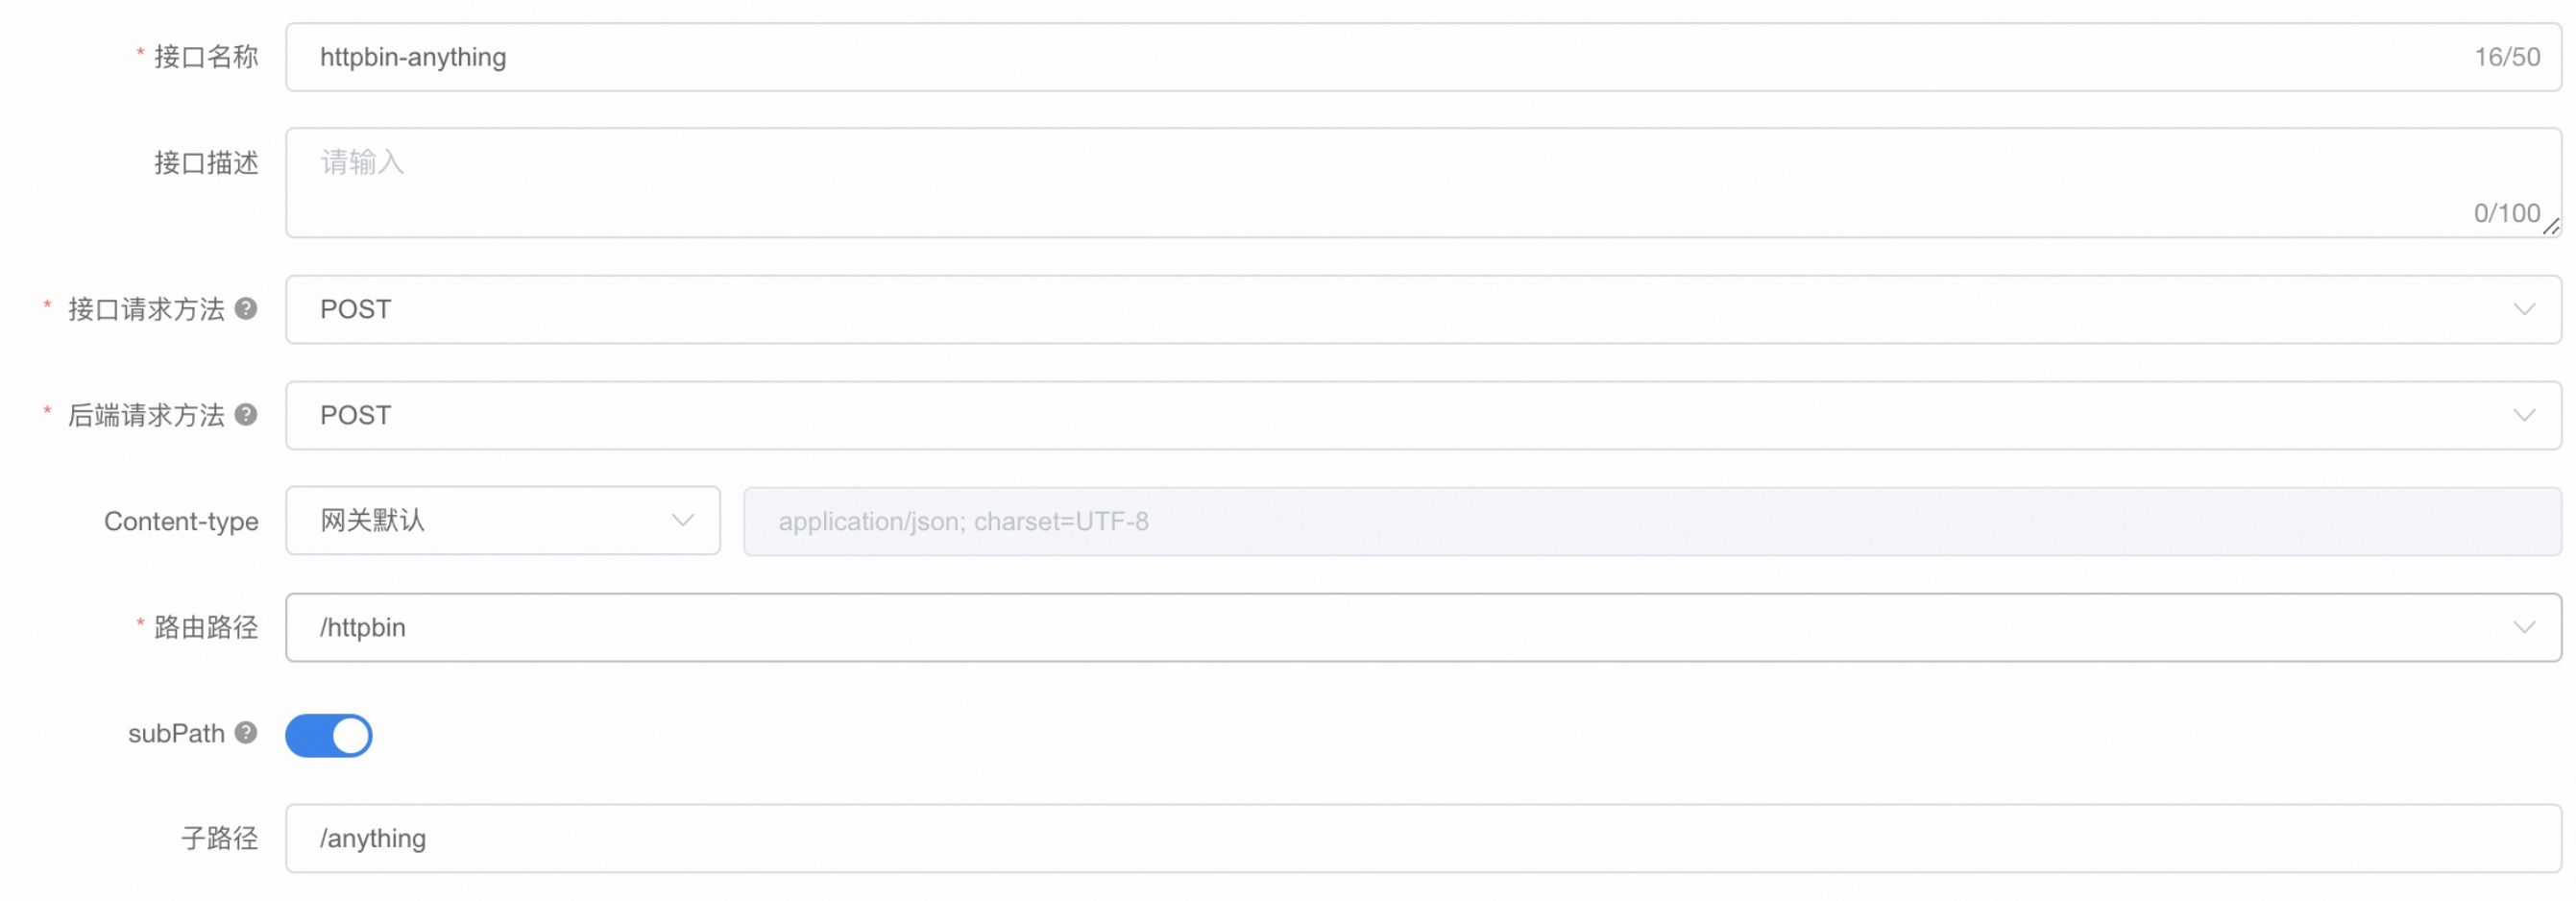 * 接口名称 httpbin-anything 16/50
接口描述 请输入
0/100
* 接口请求方法 ? POST
* 后端请求方法 ? POST
Content-type 网关默认 application/json; charset=UTF-8
* 路由路径 /httpbin
subPath ?
子路径 /anything